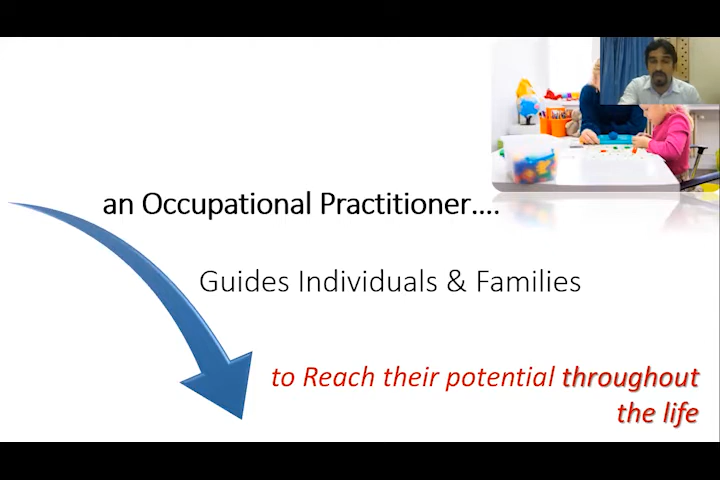 an Occupational Practitioner....
Guides Individuals & Families
to Reach their potential throughout
the life